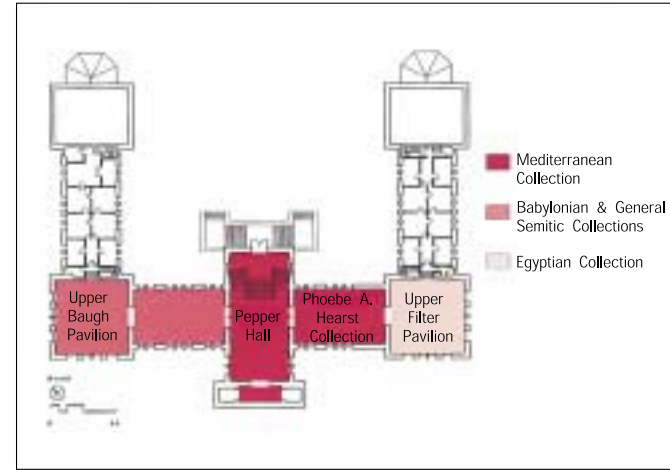 Mediterranean
Collection
Babylonian & General
Semitic Collections
Egyptian Collection
Upper
Baugh
Pavilion
Pepper
Hall
Phoebe A.
Hearst
Collection
Upper
Filter
Pavilion